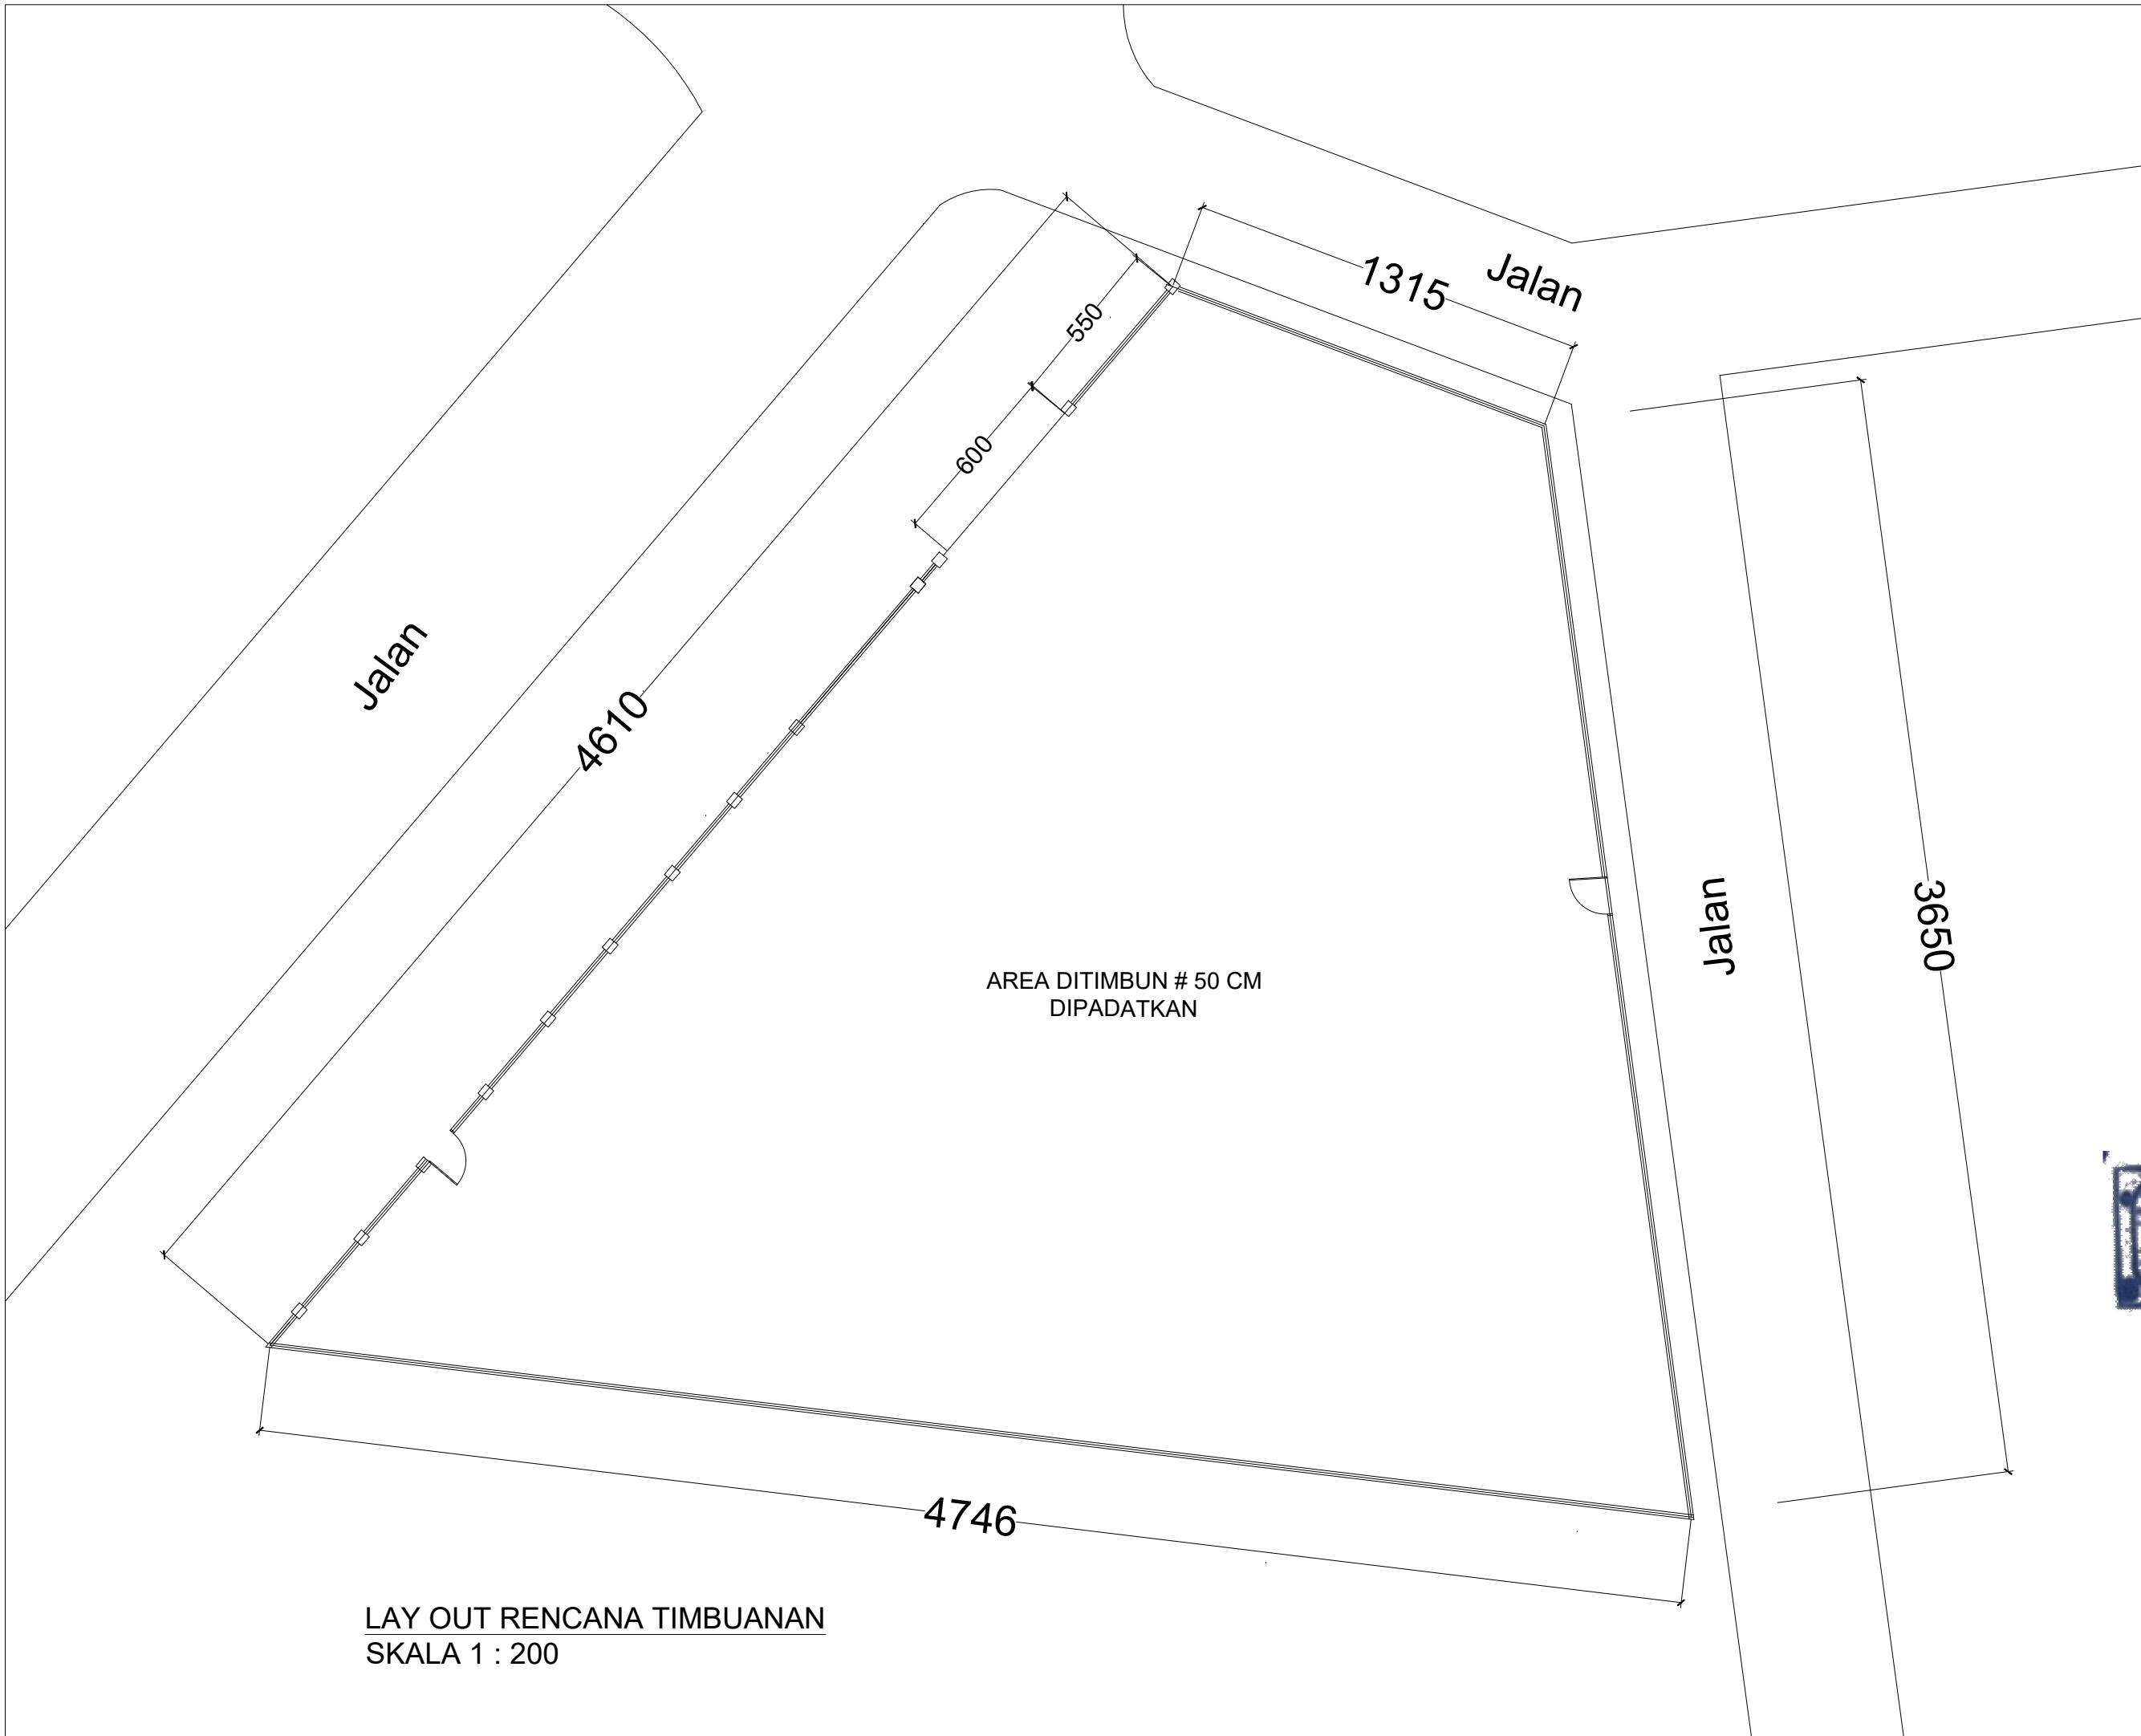 1315
Jalan
550
600
Jalan
4610
Jalan
3650
AREA DITIMBUN # 50 CM
DIPADATKAN
4746
LAY OUT RENCANA TIMBUANAN
SKALA 1 : 200